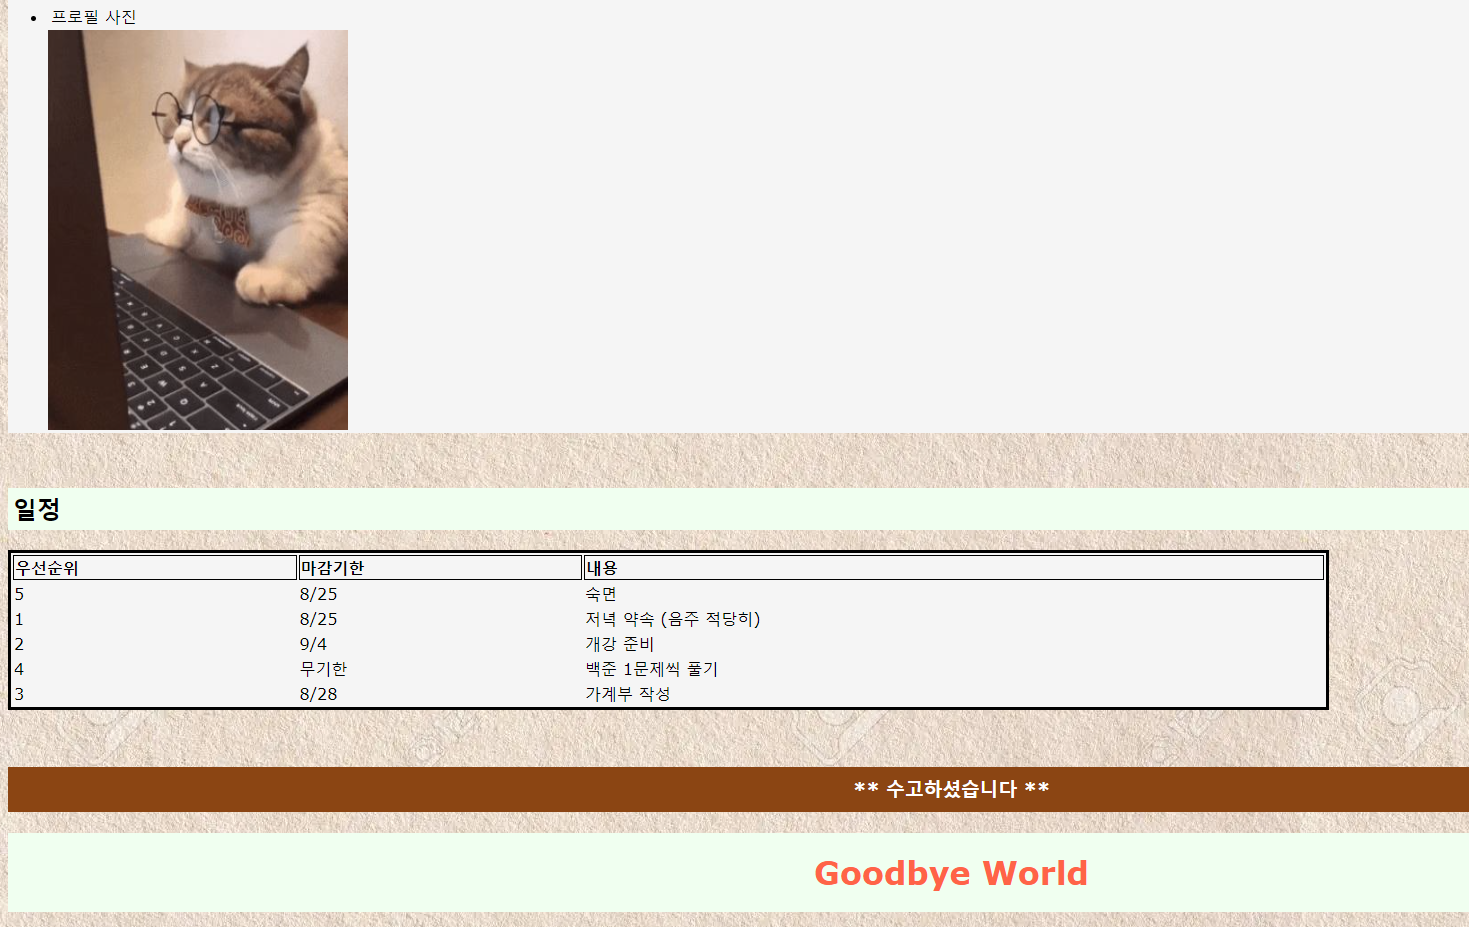 프로필 사진
일정
우선순위 마감기한 내용
5 8/25 숙면
1 8/25 저녁 약속 (음주 적당히)
2 9/4 개강 준비
4 무기한 백준 1문제씩 풀기
3 8/28 가계부 작성
** 수고하셨습니다 **
Goodbye World